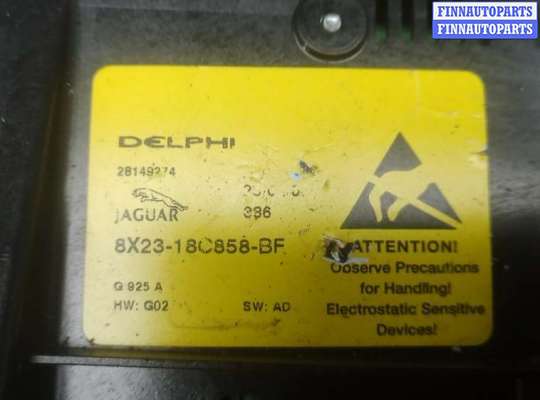 FINNAUTOPARTS
FINNAUTOPARTS
DELPHI
28149274
JAGUAR 336
8X23-18C858-BF
G 925 A
HW: G02 SW: AD
ATTENTION!
Observe Precautions
for Handling!
Electrostatic Sensitive
Devices!